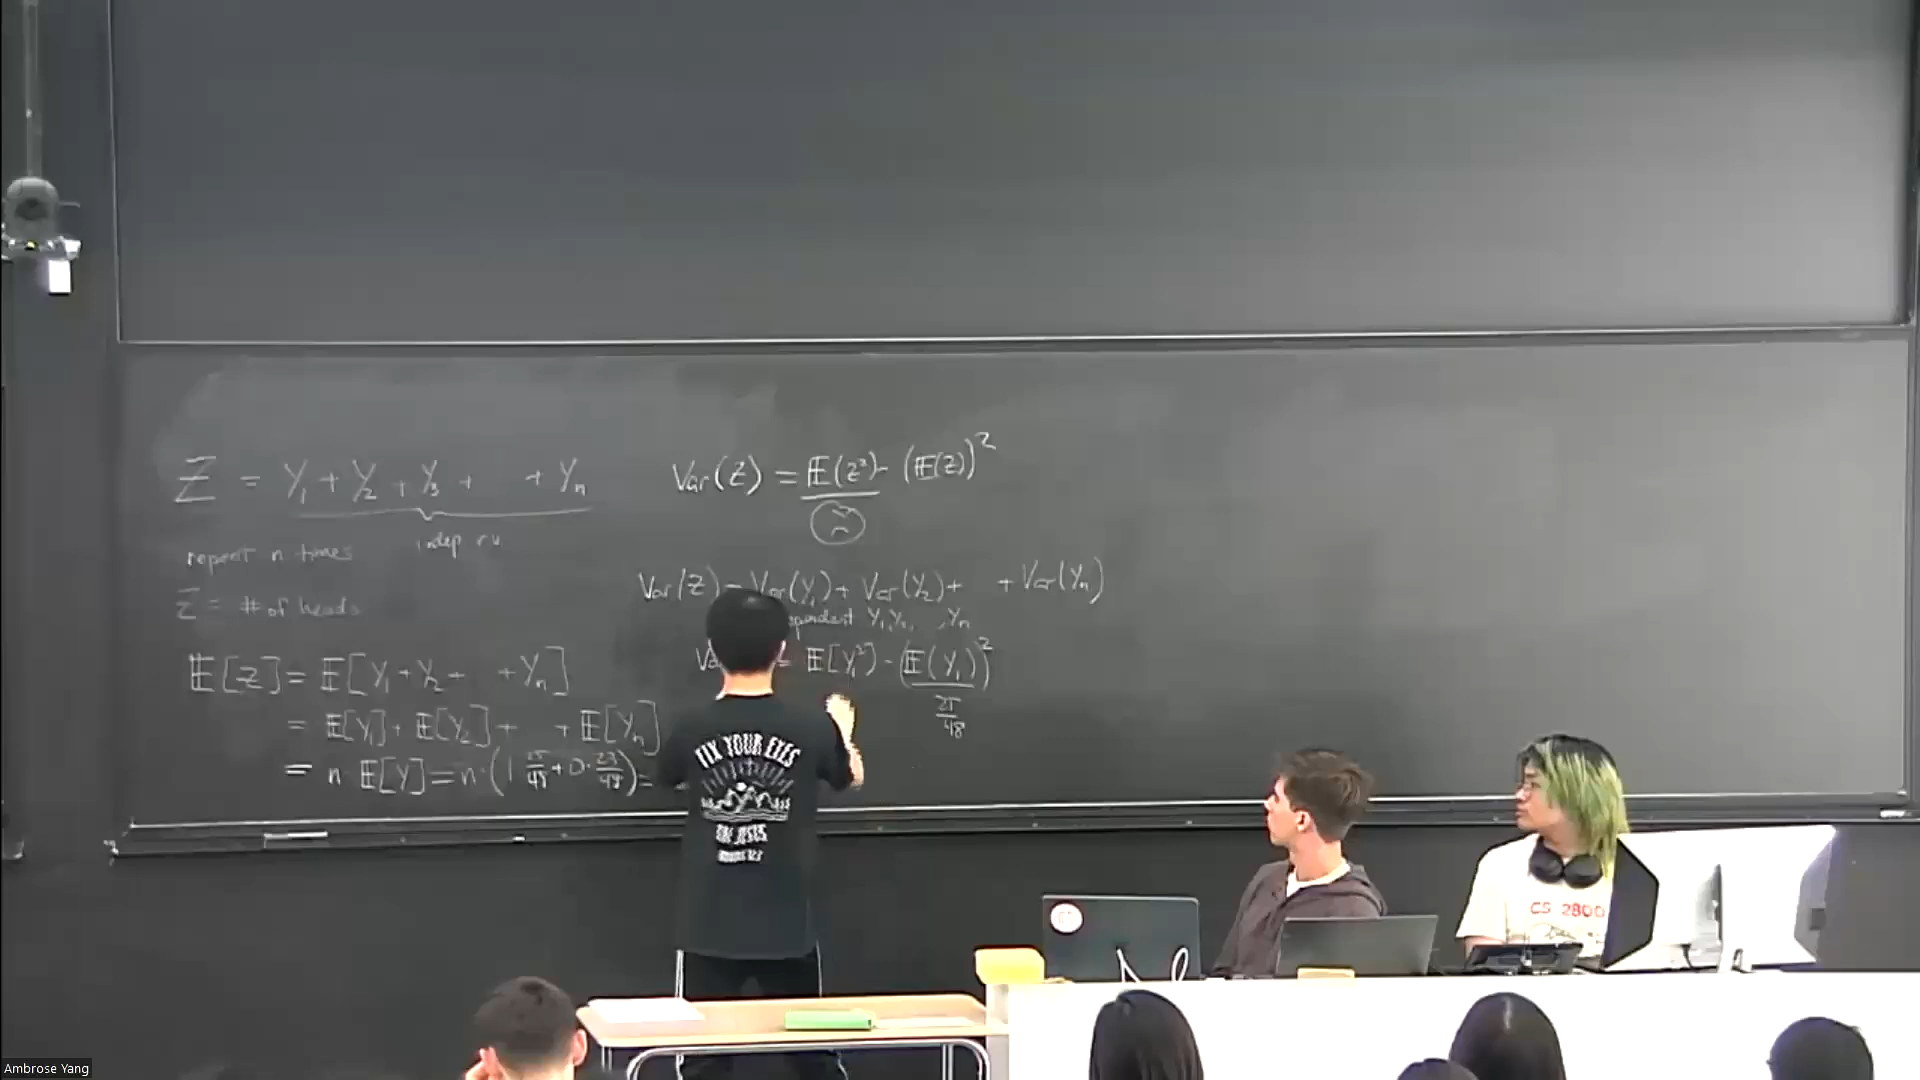 Z = Y₁ + Y₂ + Y₃ + + Yₙ
indep r.v.
repeat n times
Z = # of heads
𝔼[Z] = 𝔼[Y₁ + Y₂ + + Yₙ]
= 𝔼[Y₁] + 𝔼[Y₂] + + 𝔼[Yₙ]
= n · 𝔼[Y] = n · (1 25/48 + 0 · 23/48) =
Var(Z) = 𝔼(Z²) - (𝔼(Z))²
Var(Z) = Var(Y₁) + Var(Y₂) + + Var(Yₙ)
Y₁, Y₂, , Yₙ
= 𝔼[Y₁²] - (𝔼(Y₁))²
25/48
FIX YOUR EYES
ON JESUS
CS 2800
Ambrose Yang